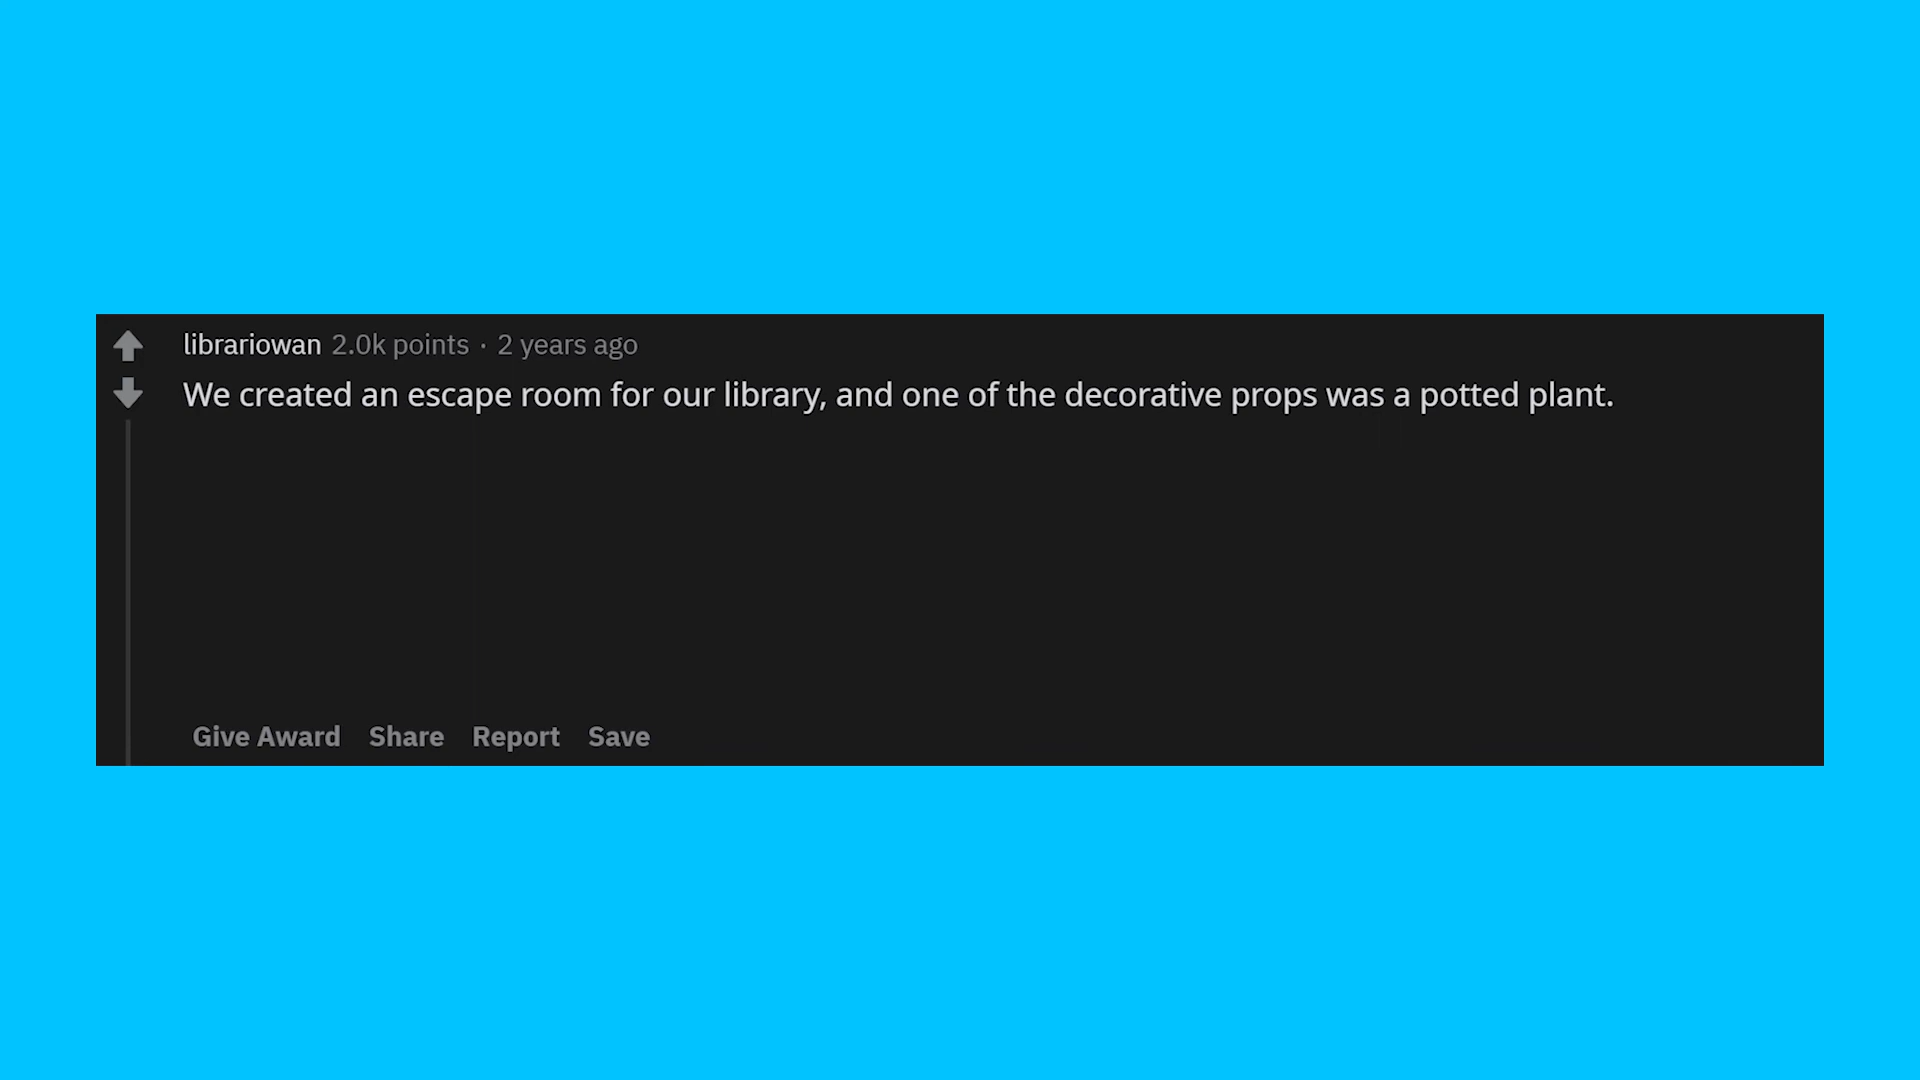 librariowan 2.0k points · 2 years ago
We created an escape room for our library, and one of the decorative props was a potted plant.
Give Award Share Report Save